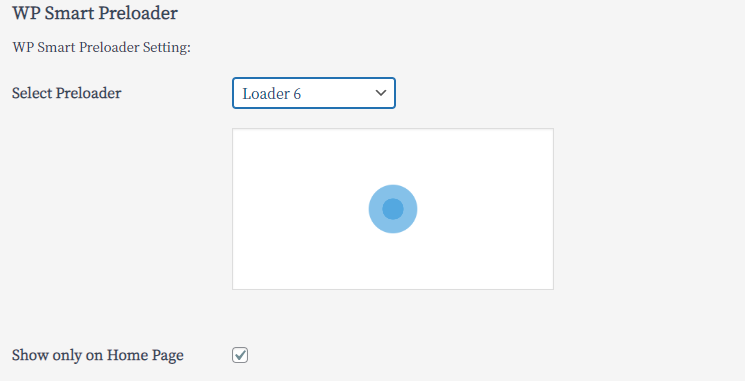 WP Smart Preloader
WP Smart Preloader Setting:
Select Preloader
Loader 6
Show only on Home Page